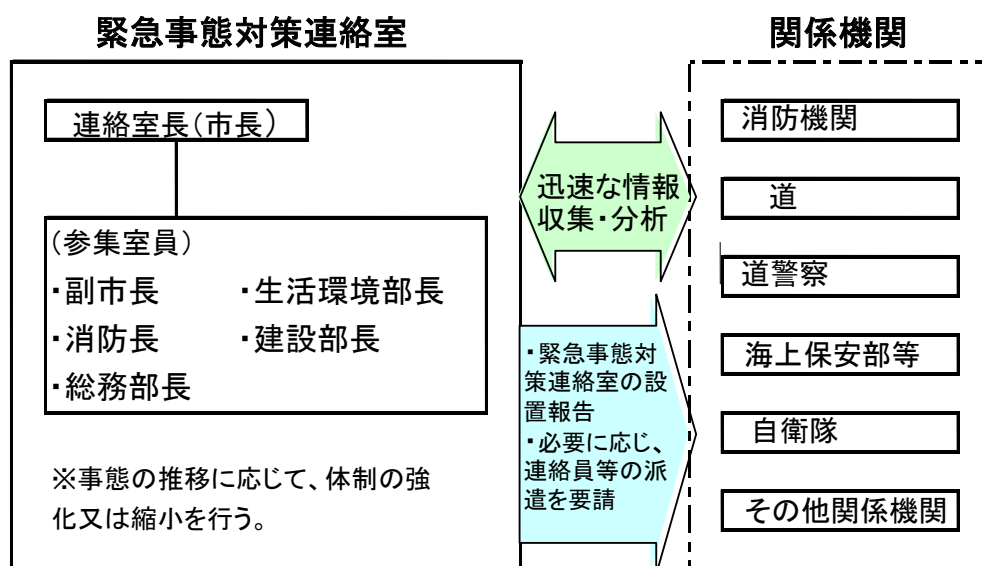 緊急事態対策連絡室
連絡室長(市長)
(参集室員)
・副市長 ・生活環境部長
・消防長 ・建設部長
・総務部長
※事態の推移に応じて、体制の強
化又は縮小を行う。
迅速な情報
収集・分析
・緊急事態対
策連絡室の設
置報告
・必要に応じ、
連絡員等の派
遣を要請
関係機関
消防機関
道
道警察
海上保安部等
自衛隊
その他関係機関